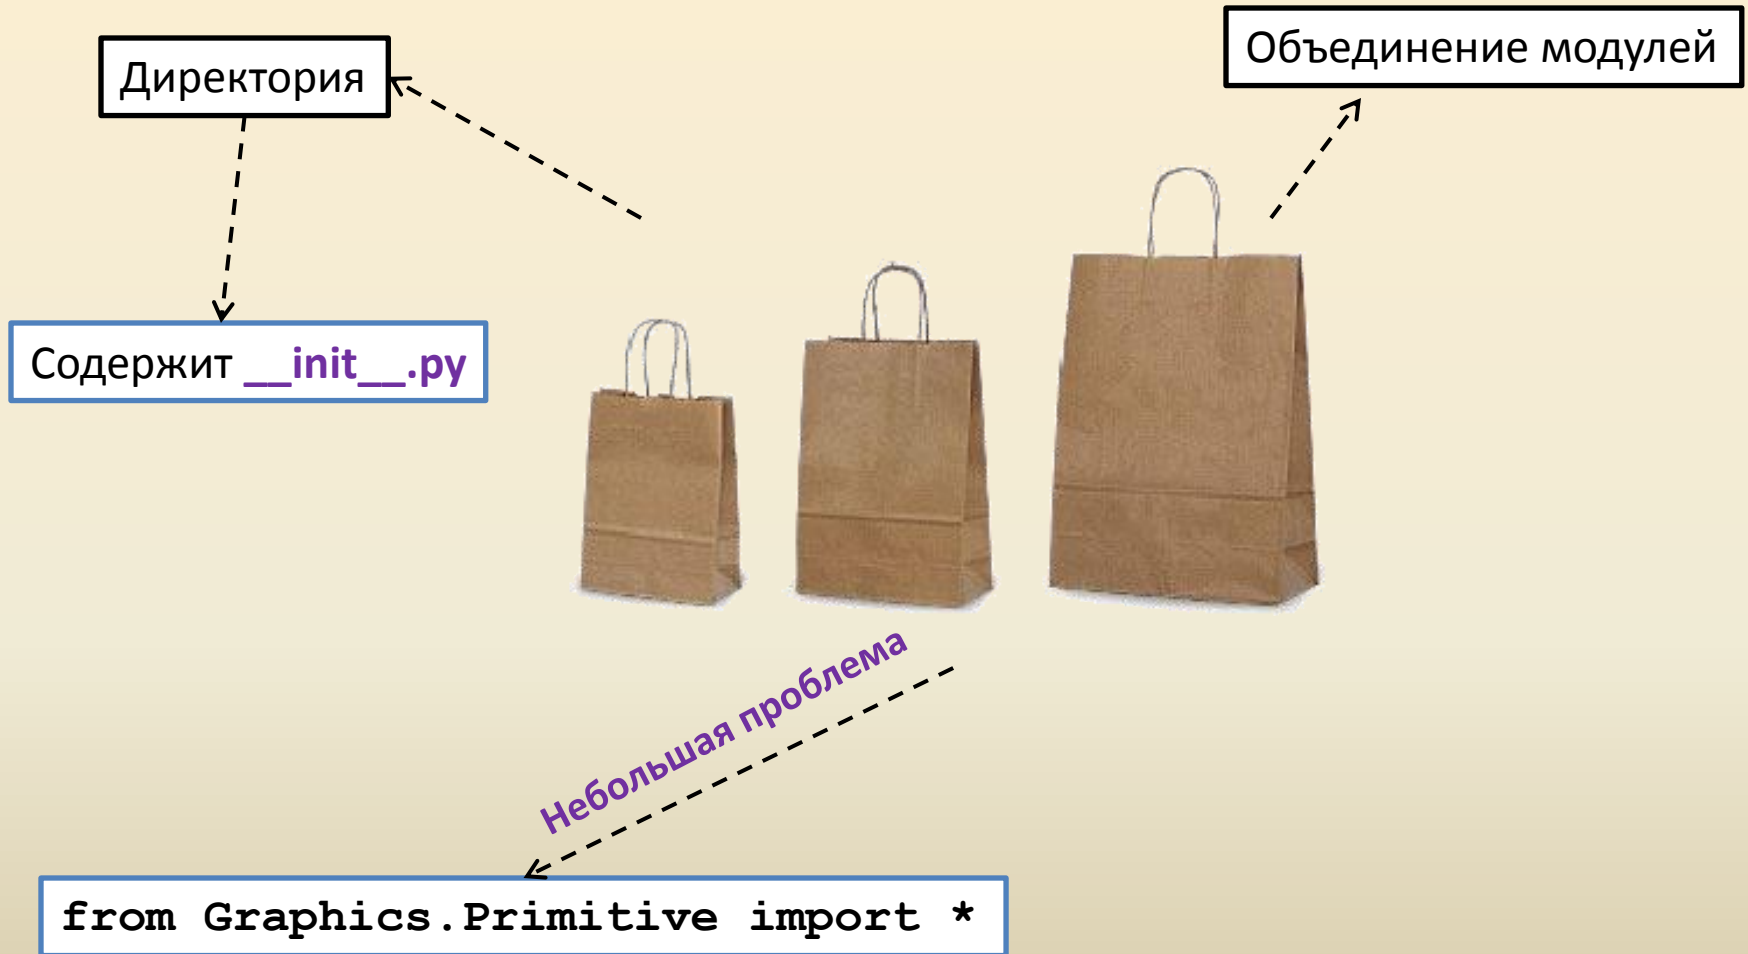 Директория
Объединение модулей
Содержит __init__.py
Небольшая проблема
from Graphics.Primitive import *